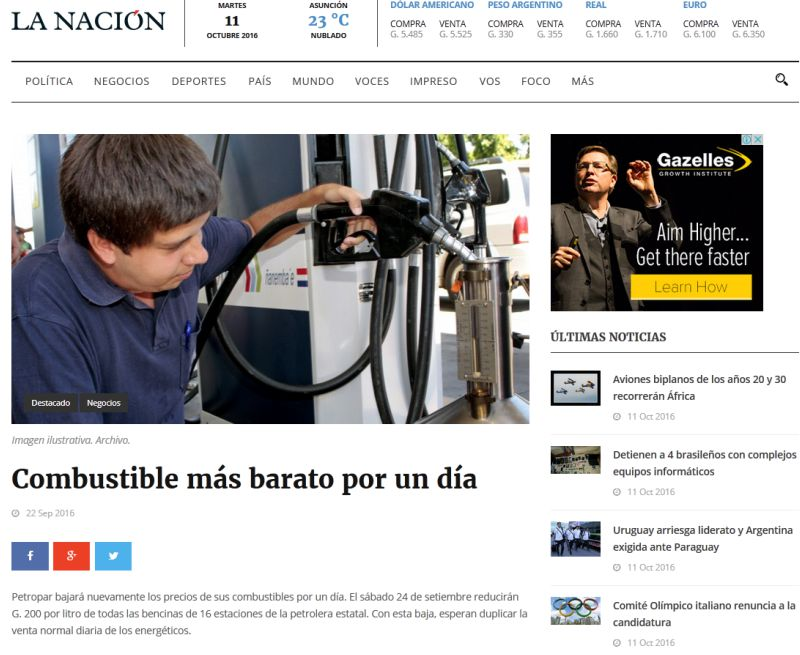 LA NACIÓN
MARTES
11
OCTUBRE 2016
ASUNCIÓN
23 °C
NUBLADO
DÓLAR AMERICANO
COMPRA VENTA
G. 5.485 G. 5.525
PESO ARGENTINO
COMPRA VENTA
G. 330 G. 355
REAL
COMPRA VENTA
G. 1.660 G. 1.710
EURO
COMPRA VENTA
G. 6.100 G. 6.350
POLÍTICA NEGOCIOS DEPORTES PAÍS MUNDO VOCES IMPRESO VOS FOCO MÁS
ñanemba'e
Destacado Negocios
Imagen ilustrativa. Archivo.
Combustible más barato por un día
22 Sep 2016
Petropar bajará nuevamente los precios de sus combustibles por un día. El sábado 24 de setiembre reducirán
G. 200 por litro de todas las bencinas de 16 estaciones de la petrolera estatal. Con esta baja, esperan duplicar la
venta normal diaria de los energéticos.
Gazelles
GROWTH INSTITUTE
Aim Higher...
Get there faster
Learn How
ÚLTIMAS NOTICIAS
Aviones biplanos de los años 20 y 30
recorrerán África
11 Oct 2016
Detienen a 4 brasileños con complejos
equipos informáticos
11 Oct 2016
Uruguay arriesga liderato y Argentina
exigida ante Paraguay
11 Oct 2016
Comité Olímpico italiano renuncia a la
candidatura
11 Oct 2016